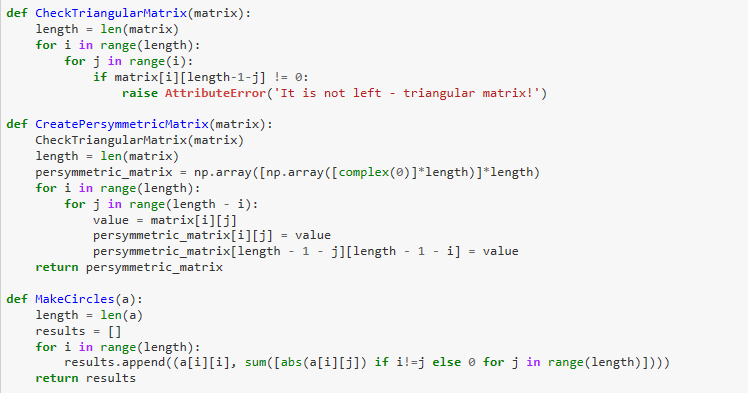 def CheckTriangularMatrix(matrix):
    length = len(matrix)
    for i in range(length):
        for j in range(i):
            if matrix[i][length-1-j] != 0:
                raise AttributeError('It is not left - triangular matrix!')

def CreatePersymmetricMatrix(matrix):
    CheckTriangularMatrix(matrix)
    length = len(matrix)
    persymmetric_matrix = np.array([np.array([complex(0)]*length)]*length)
    for i in range(length):
        for j in range(length - i):
            value = matrix[i][j]
            persymmetric_matrix[i][j] = value
            persymmetric_matrix[length - 1 - j][length - 1 - i] = value
    return persymmetric_matrix

def MakeCircles(a):
    length = len(a)
    results = []
    for i in range(length):
        results.append((a[i][i], sum([abs(a[i][j]) if i!=j else 0 for j in range(length)])))
    return results